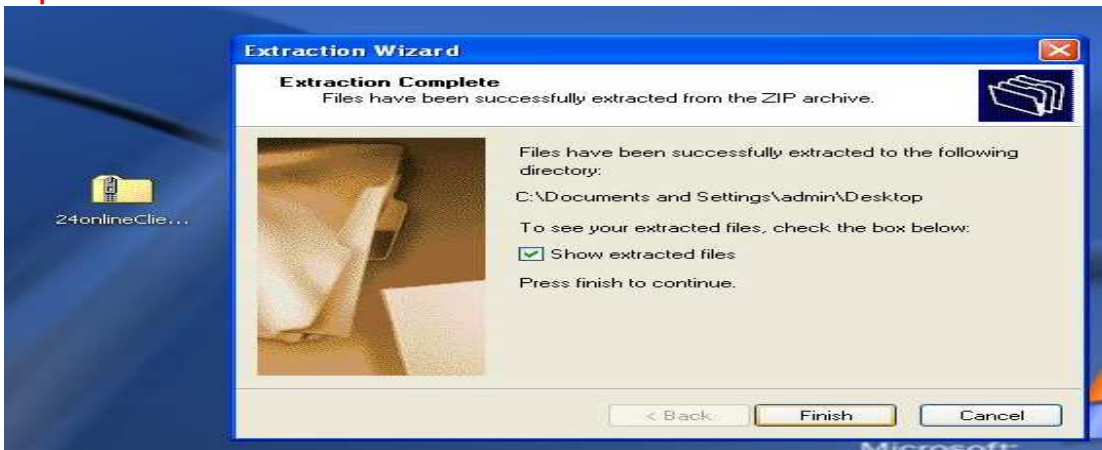 Extraction Wizard
Extraction Complete
Files have been successfully extracted from the ZIP archive.
Files have been successfully extracted to the following
directory:
C:\Documents and Settings\admin\Desktop
To see your extracted files, check the box below:
Show extracted files
Press finish to continue.
24onlineClie...
< Back
Finish
Cancel
Microsoft